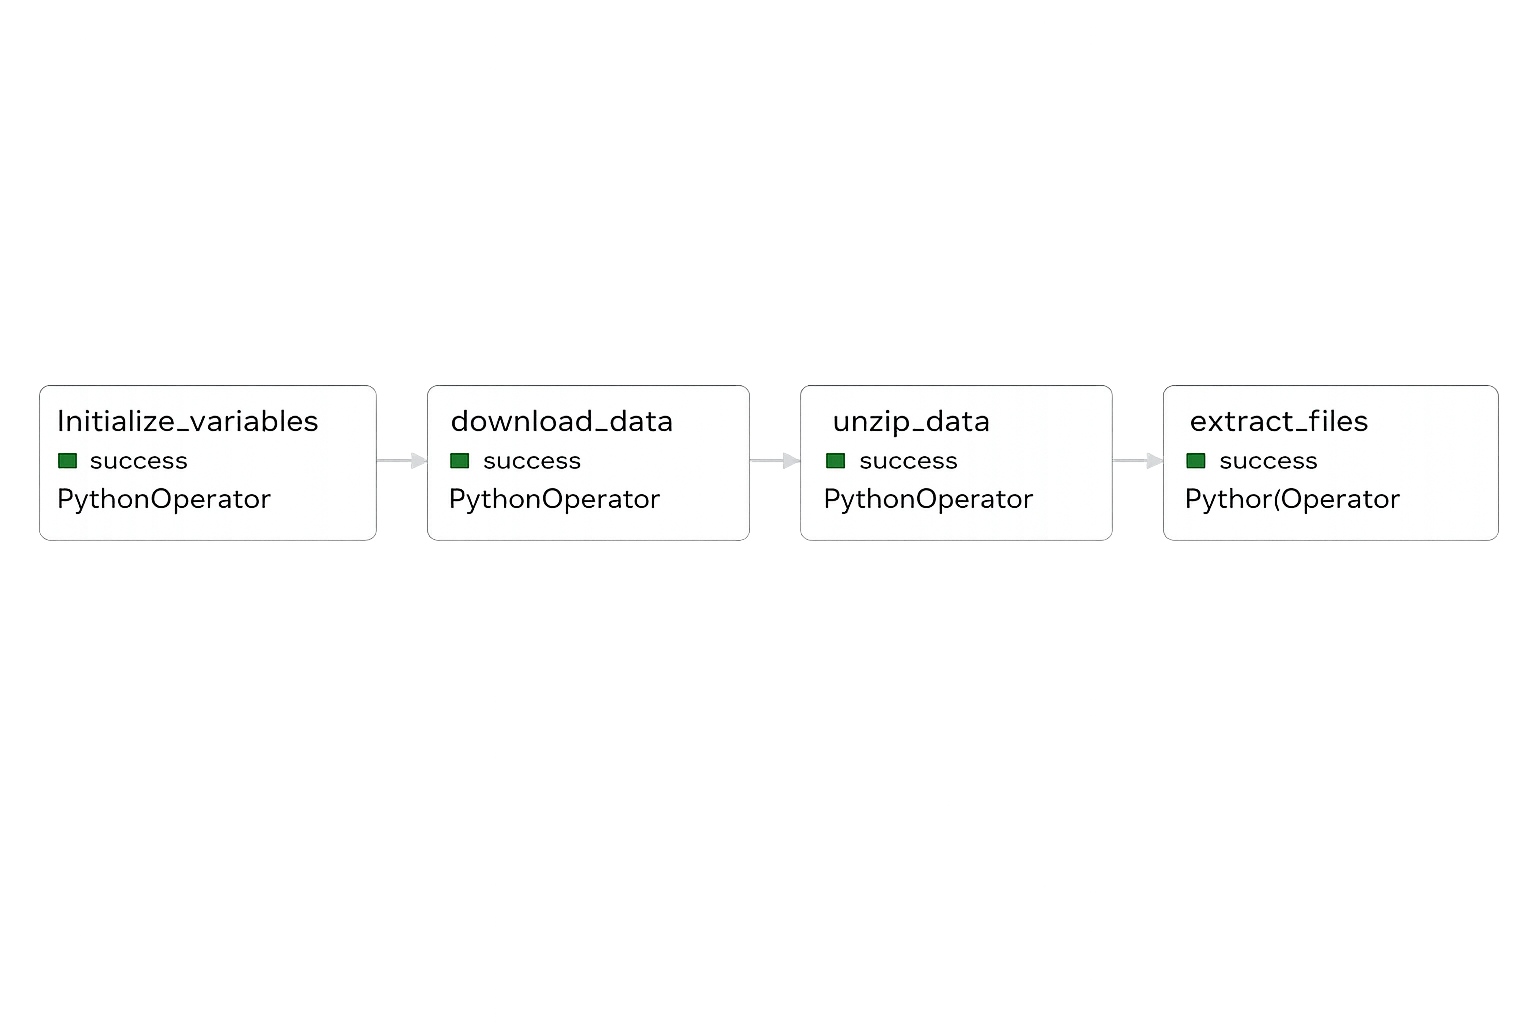 Initialize_variables
success
PythonOperator
download_data
success
PythonOperator
unzip_data
success
PythonOperator
extract_files
success
Pythor(Operator